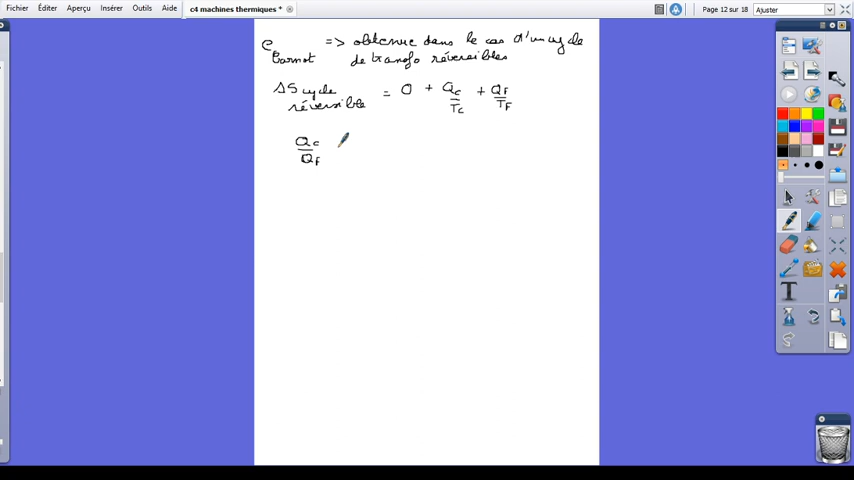 Fichier Éditer Affichage Insérer Outils Aide c4 machines thermiques * Page 12 sur 18 Ajuster
e Carnot => obtenue dans le cas d'un cycle
de transfo réversibles
ΔS cycle réversible = 0 + Qc/Tc + QF/TF
Qc/QF
T